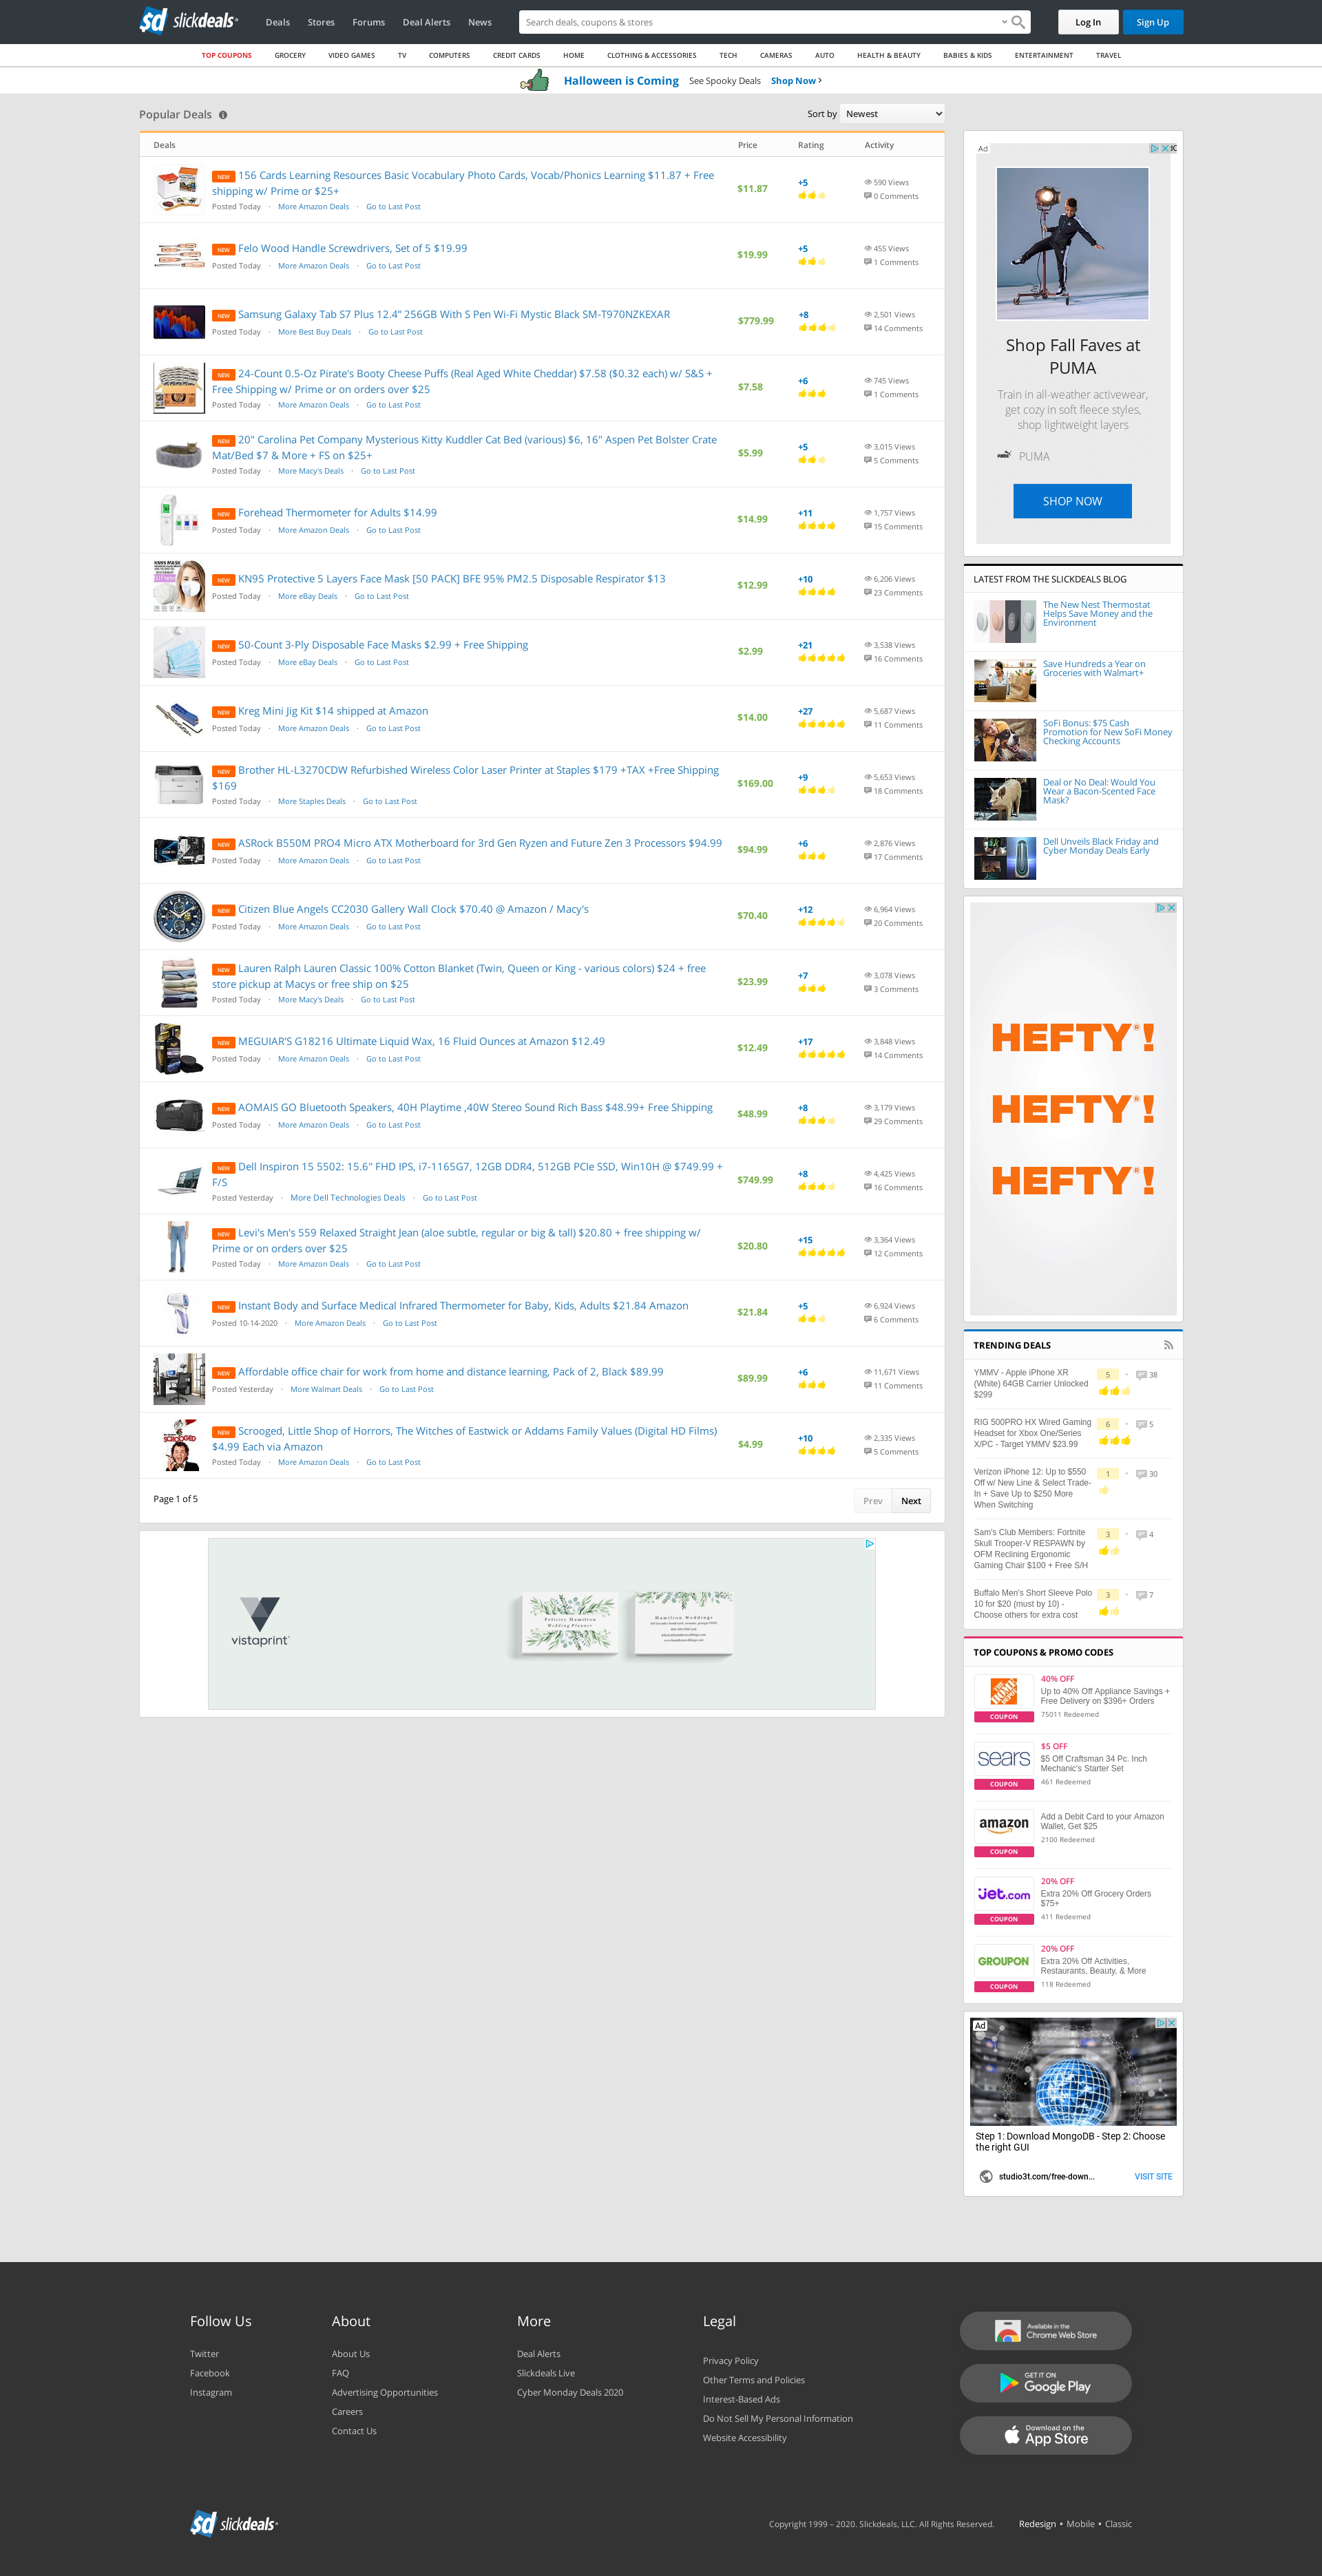 slickdeals
Deals
Stores
Forums
Deal Alerts
News
Search deals, coupons & stores
Log In
Sign Up
TOP COUPONS
GROCERY
VIDEO GAMES
TV
COMPUTERS
CREDIT CARDS
HOME
CLOTHING & ACCESSORIES
TECH
CAMERAS
AUTO
HEALTH & BEAUTY
BABIES & KIDS
ENTERTAINMENT
TRAVEL
Halloween is Coming See Spooky Deals Shop Now
Popular Deals
Sort by Newest
Deals Price Rating Activity
NEW 156 Cards Learning Resources Basic Vocabulary Photo Cards, Vocab/Phonics Learning $11.87 + Free
shipping w/ Prime or $25+
Posted Today · More Amazon Deals · Go to Last Post
$11.87
+5
590 Views
0 Comments
NEW Felo Wood Handle Screwdrivers, Set of 5 $19.99
Posted Today · More Amazon Deals · Go to Last Post
$19.99
+5
455 Views
1 Comments
NEW Samsung Galaxy Tab S7 Plus 12.4” 256GB With S Pen Wi-Fi Mystic Black SM-T970NZKEXAR
Posted Today · More Best Buy Deals · Go to Last Post
$779.99
+8
2,501 Views
14 Comments
NEW 24-Count 0.5-Oz Pirate's Booty Cheese Puffs (Real Aged White Cheddar) $7.58 ($0.32 each) w/ S&S +
Free Shipping w/ Prime or on orders over $25
Posted Today · More Amazon Deals · Go to Last Post
$7.58
+6
745 Views
1 Comments
NEW 20" Carolina Pet Company Mysterious Kitty Kuddler Cat Bed (various) $6, 16" Aspen Pet Bolster Crate
Mat/Bed $7 & More + FS on $25+
Posted Today · More Macy's Deals · Go to Last Post
$5.99
+5
3,015 Views
5 Comments
NEW Forehead Thermometer for Adults $14.99
Posted Today · More Amazon Deals · Go to Last Post
$14.99
+11
1,757 Views
15 Comments
KN95 MASK
NEW KN95 Protective 5 Layers Face Mask [50 PACK] BFE 95% PM2.5 Disposable Respirator $13
Posted Today · More eBay Deals · Go to Last Post
$12.99
+10
6,206 Views
23 Comments
NEW 50-Count 3-Ply Disposable Face Masks $2.99 + Free Shipping
Posted Today · More eBay Deals · Go to Last Post
$2.99
+21
3,538 Views
16 Comments
NEW Kreg Mini Jig Kit $14 shipped at Amazon
Posted Today · More Amazon Deals · Go to Last Post
$14.00
+27
5,687 Views
11 Comments
NEW Brother HL-L3270CDW Refurbished Wireless Color Laser Printer at Staples $179 +TAX +Free Shipping
$169
Posted Today · More Staples Deals · Go to Last Post
$169.00
+9
5,653 Views
18 Comments
NEW ASRock B550M PRO4 Micro ATX Motherboard for 3rd Gen Ryzen and Future Zen 3 Processors $94.99
Posted Today · More Amazon Deals · Go to Last Post
$94.99
+6
2,876 Views
17 Comments
NEW Citizen Blue Angels CC2030 Gallery Wall Clock $70.40 @ Amazon / Macy's
Posted Today · More Amazon Deals · Go to Last Post
$70.40
+12
6,964 Views
20 Comments
NEW Lauren Ralph Lauren Classic 100% Cotton Blanket (Twin, Queen or King - various colors) $24 + free
store pickup at Macys or free ship on $25
Posted Today · More Macy's Deals · Go to Last Post
$23.99
+7
3,078 Views
3 Comments
NEW MEGUIAR'S G18216 Ultimate Liquid Wax, 16 Fluid Ounces at Amazon $12.49
Posted Today · More Amazon Deals · Go to Last Post
$12.49
+17
3,848 Views
14 Comments
NEW AOMAIS GO Bluetooth Speakers, 40H Playtime ,40W Stereo Sound Rich Bass $48.99+ Free Shipping
Posted Today · More Amazon Deals · Go to Last Post
$48.99
+8
3,179 Views
29 Comments
NEW Dell Inspiron 15 5502: 15.6'' FHD IPS, i7-1165G7, 12GB DDR4, 512GB PCIe SSD, Win10H @ $749.99 +
F/S
Posted Yesterday · More Dell Technologies Deals · Go to Last Post
$749.99
+8
4,425 Views
16 Comments
NEW Levi's Men's 559 Relaxed Straight Jean (aloe subtle, regular or big & tall) $20.80 + free shipping w/
Prime or on orders over $25
Posted Today · More Amazon Deals · Go to Last Post
$20.80
+15
3,364 Views
12 Comments
NEW Instant Body and Surface Medical Infrared Thermometer for Baby, Kids, Adults $21.84 Amazon
Posted 10-14-2020 · More Amazon Deals · Go to Last Post
$21.84
+5
6,924 Views
6 Comments
NEW Affordable office chair for work from home and distance learning, Pack of 2, Black $89.99
Posted Yesterday · More Walmart Deals · Go to Last Post
$89.99
+6
11,671 Views
11 Comments
SCROOGED
NEW Scrooged, Little Shop of Horrors, The Witches of Eastwick or Addams Family Values (Digital HD Films)
$4.99 Each via Amazon
Posted Today · More Amazon Deals · Go to Last Post
$4.99
+10
2,335 Views
5 Comments
Page 1 of 5
Prev Next
vistaprint
Felicity Hamilton
Wedding Planner
Hamilton Weddings
Ad
Shop Fall Faves at
PUMA
Train in all-weather activewear,
get cozy in soft fleece styles,
shop lightweight layers
PUMA
SHOP NOW
LATEST FROM THE SLICKDEALS BLOG
The New Nest Thermostat
Helps Save Money and the
Environment
Save Hundreds a Year on
Groceries with Walmart+
SoFi Bonus: $75 Cash
Promotion for New SoFi Money
Checking Accounts
Deal or No Deal: Would You
Wear a Bacon-Scented Face
Mask?
Dell Unveils Black Friday and
Cyber Monday Deals Early
HEFTY!
HEFTY!
HEFTY!
TRENDING DEALS
YMMV - Apple iPhone XR
(White) 64GB Carrier Unlocked
$299
5 • 38
RIG 500PRO HX Wired Gaming
Headset for Xbox One/Series
X/PC - Target YMMV $23.99
6 • 5
Verizon iPhone 12: Up to $550
Off w/ New Line & Select Trade-
In + Save Up to $250 More
When Switching
1 • 30
Sam's Club Members: Fortnite
Skull Trooper-V RESPAWN by
OFM Reclining Ergonomic
Gaming Chair $100 + Free S/H
3 • 4
Buffalo Men's Short Sleeve Polo
10 for $20 (must by 10) -
Choose others for extra cost
3 • 7
TOP COUPONS & PROMO CODES
COUPON
40% OFF
Up to 40% Off Appliance Savings +
Free Delivery on $396+ Orders
75011 Redeemed
sears
COUPON
$5 OFF
$5 Off Craftsman 34 Pc. Inch
Mechanic's Starter Set
461 Redeemed
amazon
COUPON
Add a Debit Card to your Amazon
Wallet, Get $25
2100 Redeemed
jet.com
COUPON
20% OFF
Extra 20% Off Grocery Orders
$75+
411 Redeemed
GROUPON
COUPON
20% OFF
Extra 20% Off Activities,
Restaurants, Beauty, & More
118 Redeemed
Ad
Step 1: Download MongoDB - Step 2: Choose
the right GUI
studio3t.com/free-down...
VISIT SITE
Follow Us
Twitter
Facebook
Instagram
About
About Us
FAQ
Advertising Opportunities
Careers
Contact Us
More
Deal Alerts
Slickdeals Live
Cyber Monday Deals 2020
Legal
Privacy Policy
Other Terms and Policies
Interest-Based Ads
Do Not Sell My Personal Information
Website Accessibility
Available in the
Chrome Web Store
GET IT ON
Google Play
Download on the
App Store
slickdeals
Copyright 1999 – 2020. Slickdeals, LLC. All Rights Reserved.
Redesign • Mobile • Classic